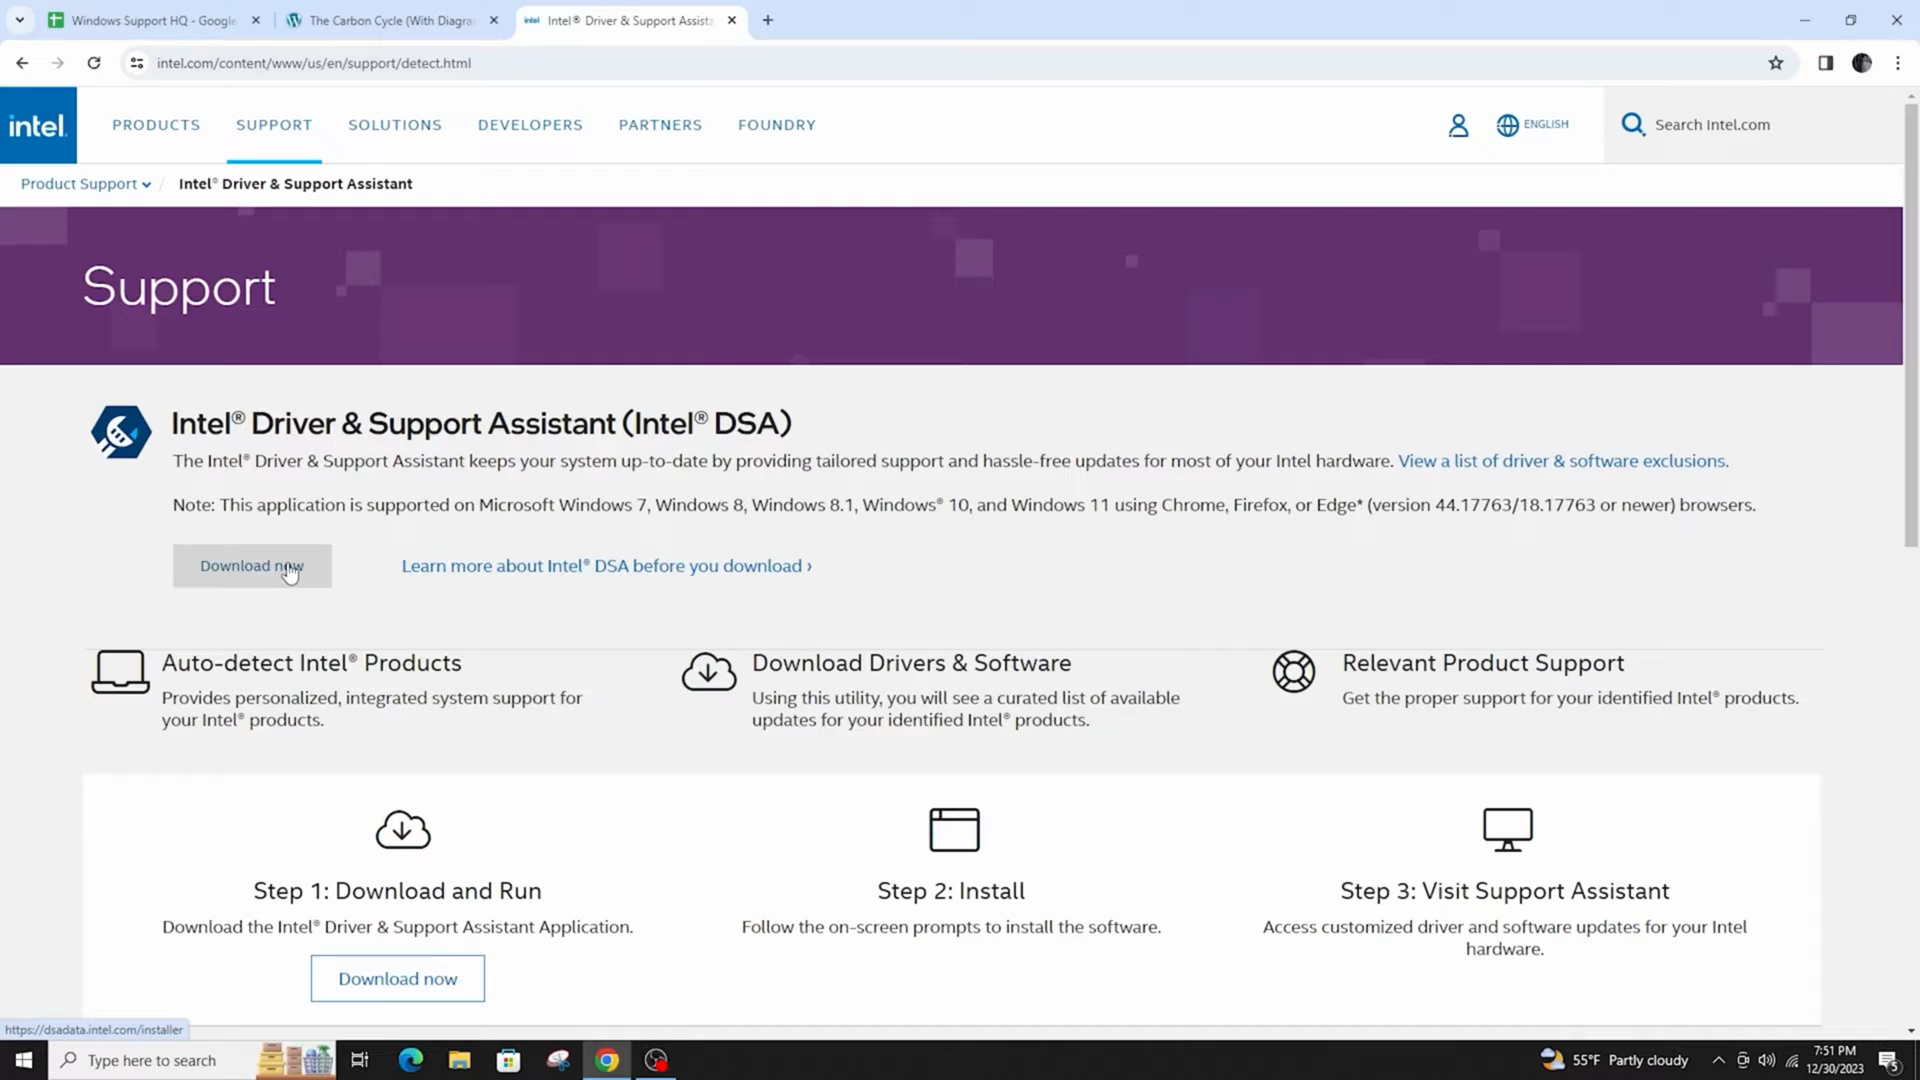 Windows Support HQ - Google
The Carbon Cycle (With Diagra
intel
Intel® Driver & Support Assista
intel.com/content/www/us/en/support/detect.html
intel.
PRODUCTS
SUPPORT
SOLUTIONS
DEVELOPERS
PARTNERS
FOUNDRY
ENGLISH
Search Intel.com
Product Support
/
Intel® Driver & Support Assistant
Support
Intel® Driver & Support Assistant (Intel® DSA)
The Intel® Driver & Support Assistant keeps your system up-to-date by providing tailored support and hassle-free updates for most of your Intel hardware. View a list of driver & software exclusions.
Note: This application is supported on Microsoft Windows 7, Windows 8, Windows 8.1, Windows® 10, and Windows 11 using Chrome, Firefox, or Edge* (version 44.17763/18.17763 or newer) browsers.
Download now
Learn more about Intel® DSA before you download ›
Auto-detect Intel® Products
Provides personalized, integrated system support for
your Intel® products.
Download Drivers & Software
Using this utility, you will see a curated list of available
updates for your identified Intel® products.
Relevant Product Support
Get the proper support for your identified Intel® products.
Step 1: Download and Run
Download the Intel® Driver & Support Assistant Application.
Download now
Step 2: Install
Follow the on-screen prompts to install the software.
Step 3: Visit Support Assistant
Access customized driver and software updates for your Intel
hardware.
https://dsadata.intel.com/installer
Type here to search
55°F Partly cloudy
7:51 PM
12/30/2023
5